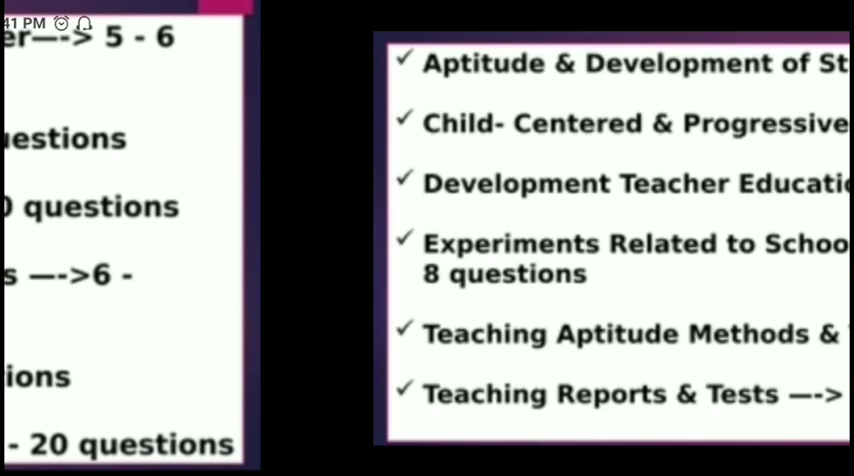 41 PM
er—-> 5 - 6
uestions
0 questions
s —->6 -
ions
- 20 questions
✓ Aptitude & Development of St
✓ Child- Centered & Progressive
✓ Development Teacher Educatio
✓ Experiments Related to Schoo
8 questions
✓ Teaching Aptitude Methods &
✓ Teaching Reports & Tests —->